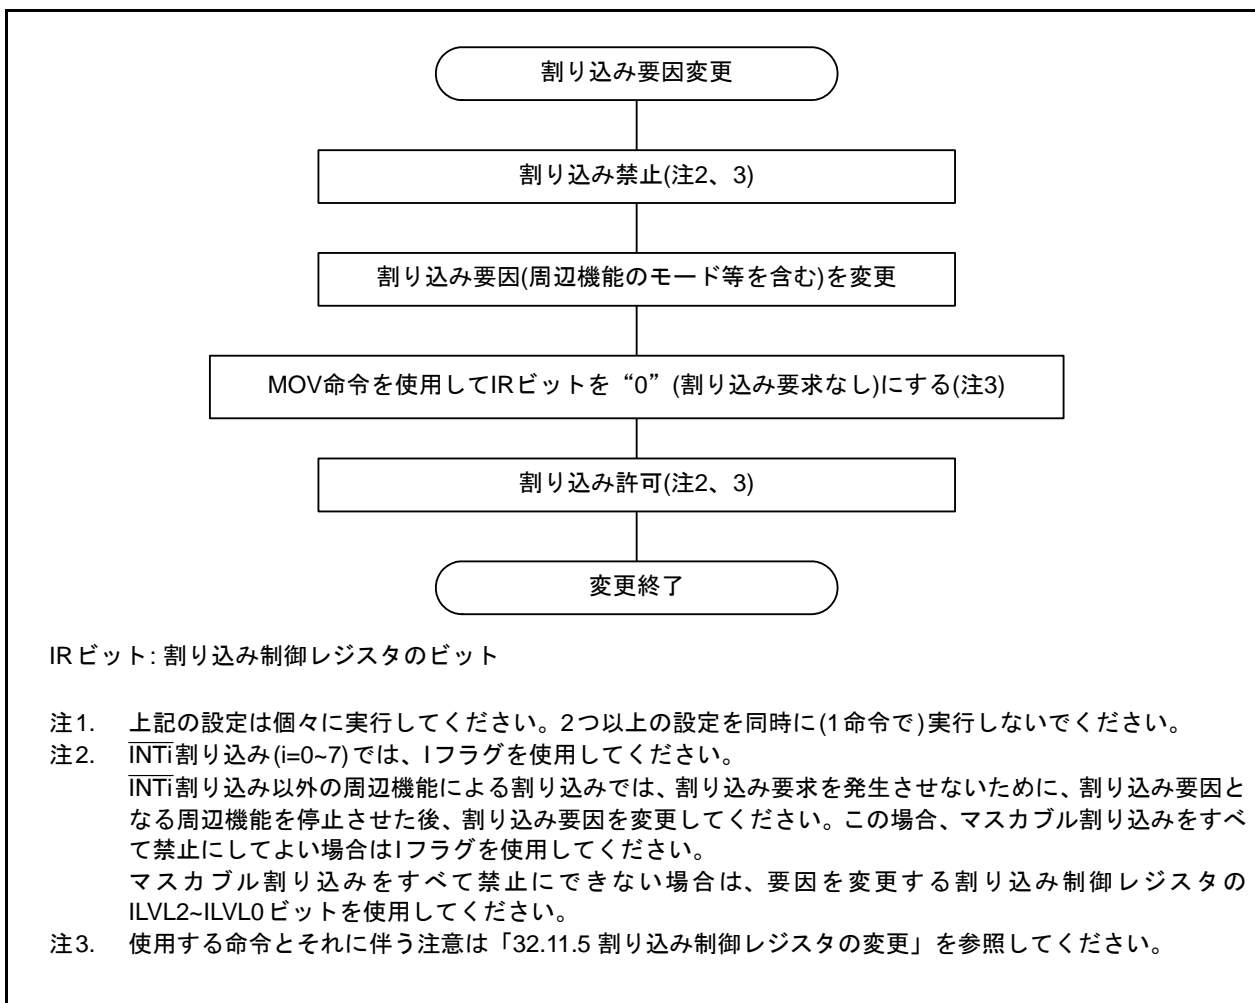 割り込み要因変更
割り込み禁止(注2、3)
割り込み要因(周辺機能のモード等を含む)を変更
MOV命令を使用してIRビットを“0”(割り込み要求なし)にする(注3)
割り込み許可(注2、3)
変更終了
IRビット: 割り込み制御レジスタのビット
注1. 上記の設定は個々に実行してください。2つ以上の設定を同時に(1命令で)実行しないでください。
注2. INTi割り込み(i=0~7)では、Iフラグを使用してください。
INTi割り込み以外の周辺機能による割り込みでは、割り込み要求を発生させないために、割り込み要因と
なる周辺機能を停止させた後、割り込み要因を変更してください。この場合、マスカブル割り込みをすべ
て禁止にしてよい場合はIフラグを使用してください。
マスカブル割り込みをすべて禁止にできない場合は、要因を変更する割り込み制御レジスタの
ILVL2~ILVL0ビットを使用してください。
注3. 使用する命令とそれに伴う注意は「32.11.5 割り込み制御レジスタの変更」を参照してください。